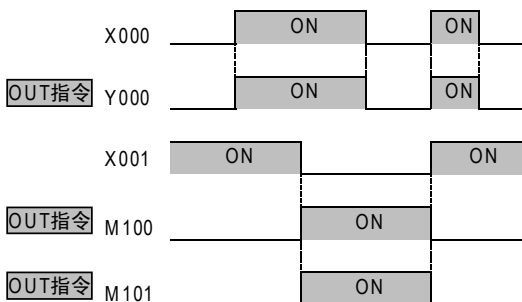 X000 ON ON
OUT指令 Y000 ON ON
X001 ON ON
OUT指令 M100 ON
OUT指令 M101 ON